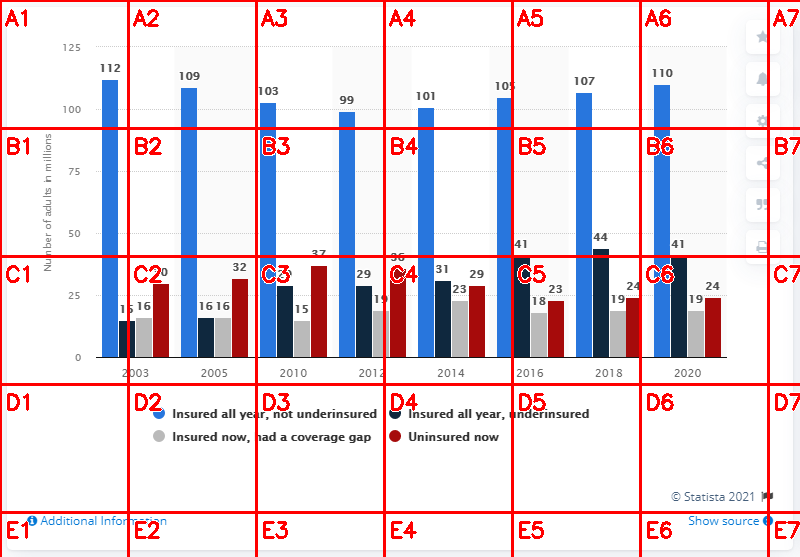 A1 A2 A3 A4 A5 A6 A7
125
112 109 103 99 101 105 107 110
100
B1 B2 B3 B4 B5 B6 B7
Number of adults in millions
75
50
41 44 41
37 36
C1 C2 C3 C4 C5 C6 C7
30 32 29 29 31 29
25
15 16 16 16 15 19 23 18 23 19 24 19 24
0
2003 2005 2010 2012 2014 2016 2018 2020
D1 D2 D3 D4 D5 D6 D7
Insured all year, not underinsured Insured all year, underinsured
Insured now, had a coverage gap Uninsured now
© Statista 2021
Additional Information Show source
E1 E2 E3 E4 E5 E6 E7